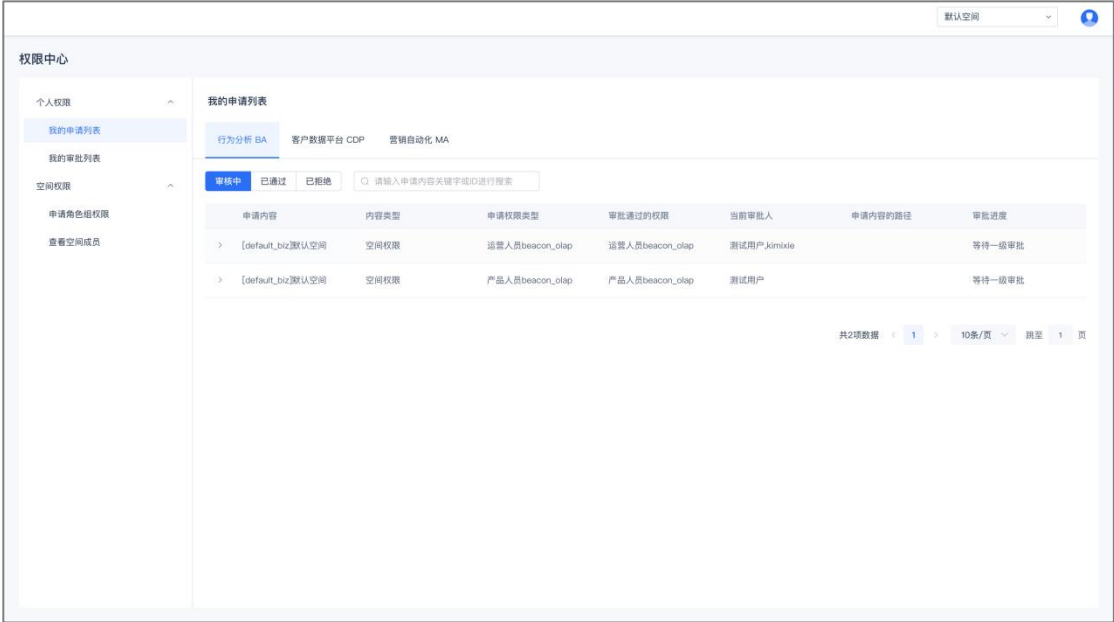 默认空间
权限中心
个人权限
我的申请列表
我的审批列表
空间权限
申请角色组权限
查看空间成员
我的申请列表
行为分析 BA 客户数据平台 CDP 营销自动化 MA
审核中 已通过 已拒绝 请输入申请内容关键字或ID进行搜索
申请内容 内容类型 申请权限类型 审批通过的权限 当前审批人 申请内容的路径 审批进度
[default_biz]默认空间 空间权限 运营人员beacon_olap 运营人员beacon_olap 测试用户,kimixie 等待一级审批
[default_biz]默认空间 空间权限 产品人员beacon_olap 产品人员beacon_olap 测试用户 等待一级审批
共2项数据 < 1 > 10条/页 跳至 1 页